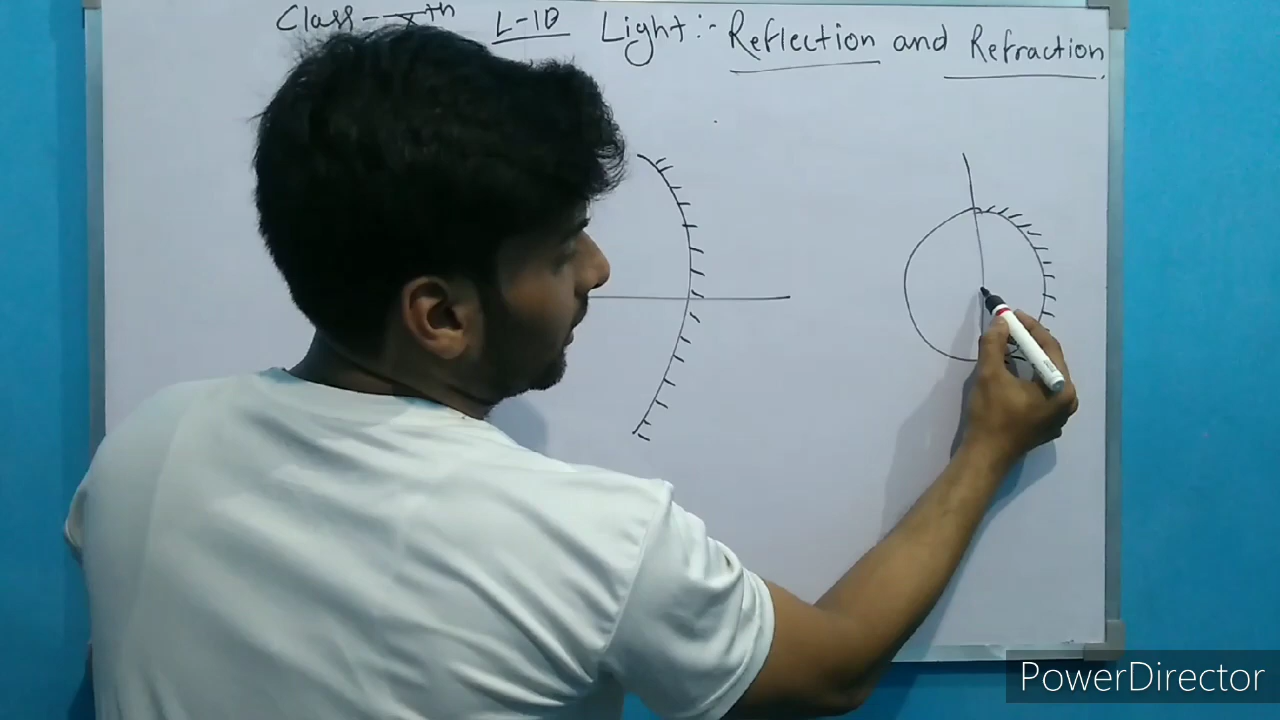 Class-Xth L-10 Light:- Reflection and Refraction.
PowerDirector